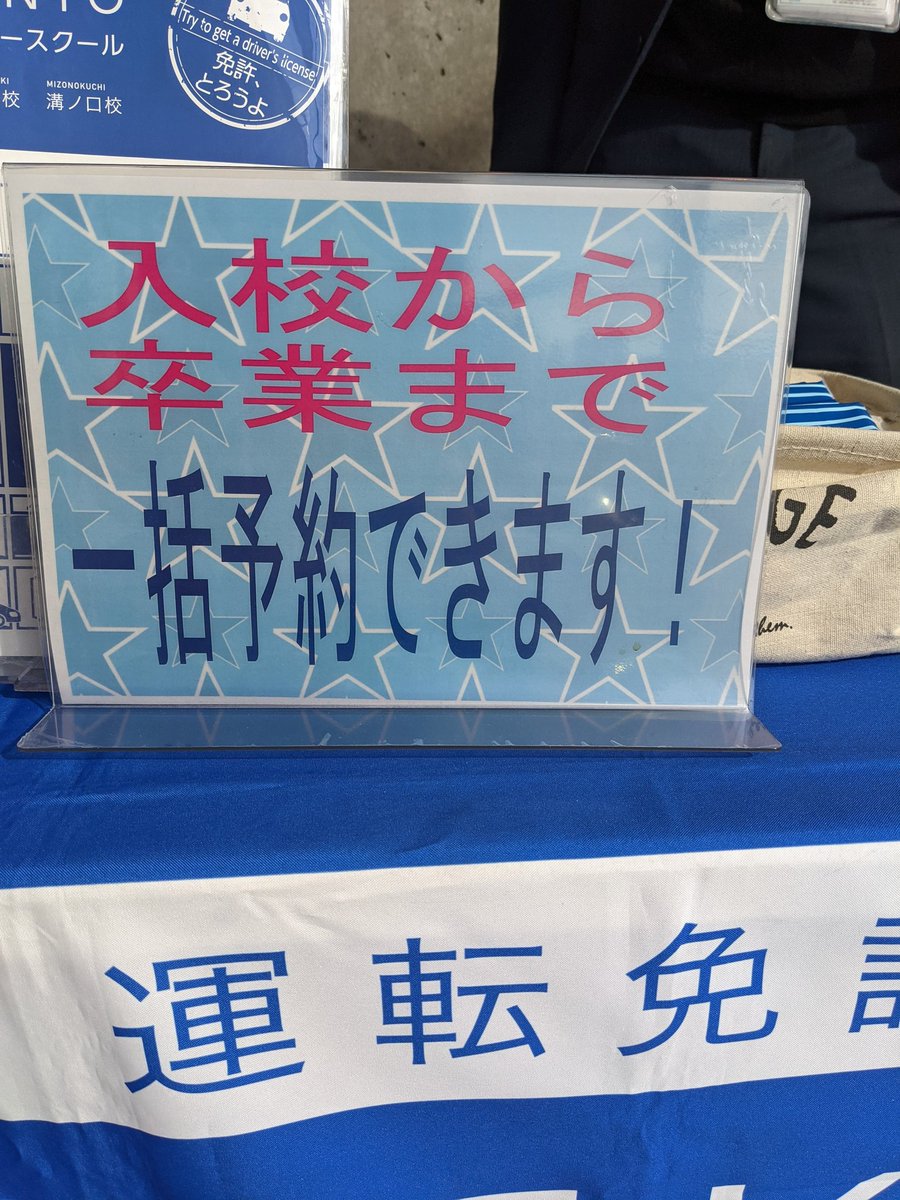 Try to get a driver's license
免許、
とろうよ
ースクール
MIZONOKUCHI
校 溝ノ口校
入校から
卒業まで
一括予約できます!
運転免